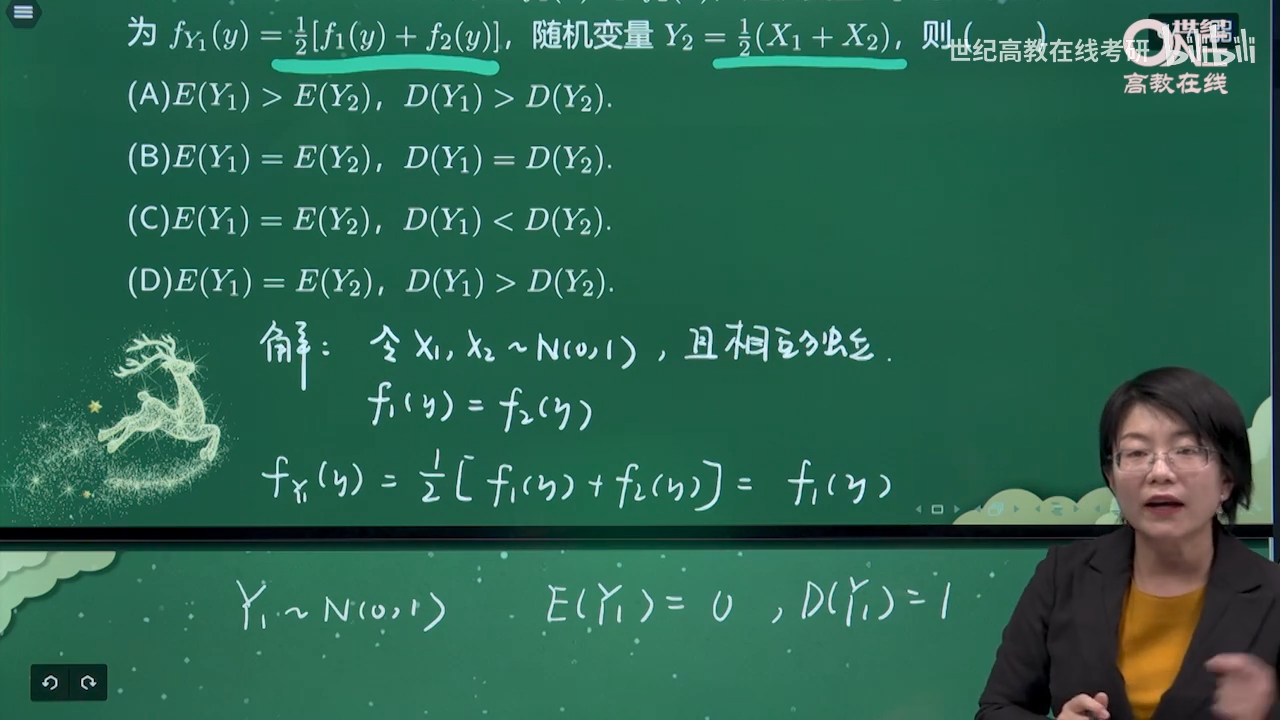 为 f_{Y_1}(y) = \frac{1}{2}[f_1(y) + f_2(y)]，随机变量 Y_2 = \frac{1}{2}(X_1 + X_2)，则(
世纪高教在线考研
bilibili
世纪
高教在线
(A)E(Y_1) > E(Y_2)，D(Y_1) > D(Y_2).
(B)E(Y_1) = E(Y_2)，D(Y_1) = D(Y_2).
(C)E(Y_1) = E(Y_2)，D(Y_1) < D(Y_2).
(D)E(Y_1) = E(Y_2)，D(Y_1) > D(Y_2).
解：令 X_1, X_2 ~ N(0,1)，且相互独立.
f_1(y) = f_2(y)
f_{Y_1}(y) = \frac{1}{2}[f_1(y) + f_2(y)] = f_1(y)
Y_1 ~ N(0,1) E(Y_1) = 0 , D(Y_1) = 1